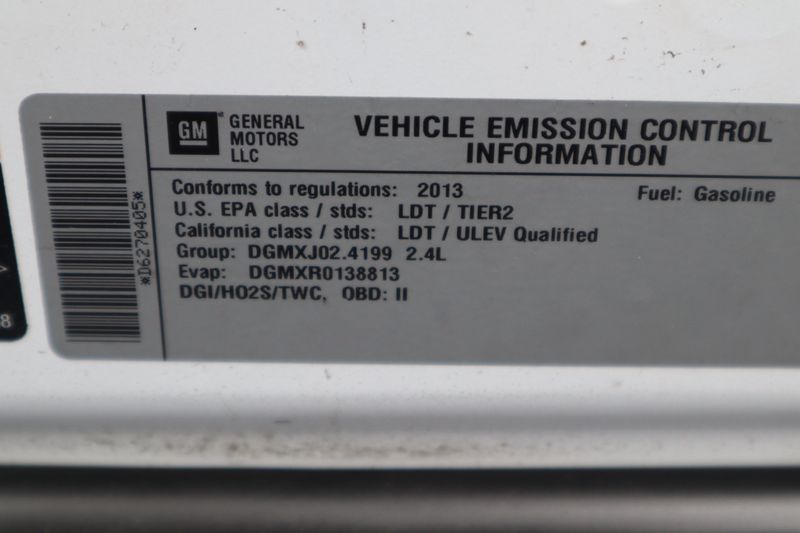 *D6270405*
GM
GENERAL
MOTORS
LLC
VEHICLE EMISSION CONTROL
INFORMATION
Conforms to regulations: 2013
Fuel: Gasoline
U.S. EPA class / stds: LDT / TIER2
California class / stds: LDT / ULEV Qualified
Group: DGMXJ02.4199 2.4L
Evap: DGMXR0138813
DGI/HO2S/TWC, OBD: II
8